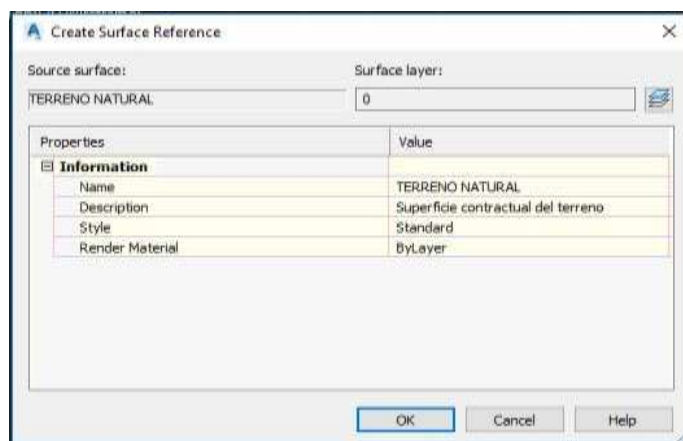 Create Surface Reference
Source surface:
Surface layer:
TERRENO NATURAL
0
Properties
Value
Information
Name
TERRENO NATURAL
Description
Superficie contractual del terreno
Style
Standard
Render Material
ByLayer
OK
Cancel
Help